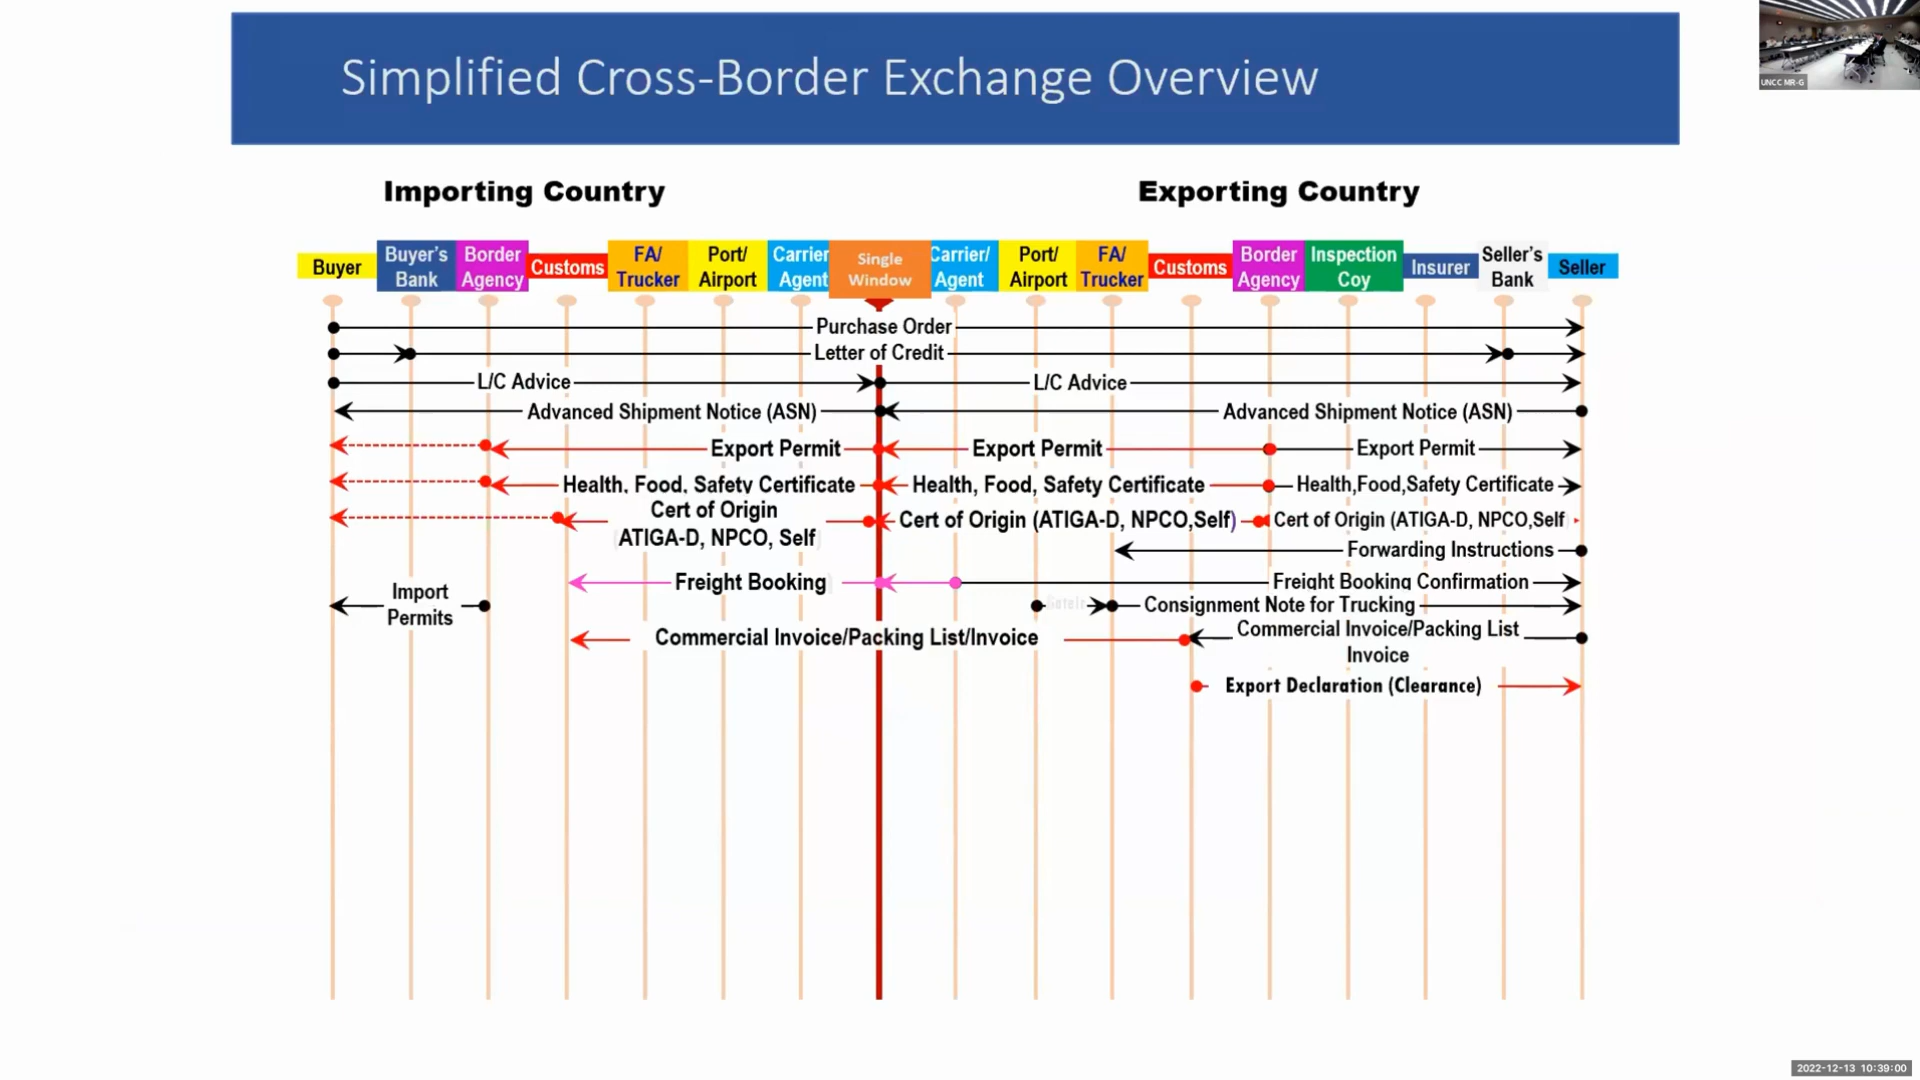 Simplified Cross-Border Exchange Overview
UNCC MR-G
Importing Country
Exporting Country
Buyer
Buyer's
Bank
Border
Agency
Customs
FA/
Trucker
Port/
Airport
Carrier
Agent
Single
Window
Carrier/
Agent
Port/
Airport
FA/
Trucker
Customs
Border
Agency
Inspection
Coy
Insurer
Seller's
Bank
Seller
Purchase Order
Letter of Credit
L/C Advice
L/C Advice
Advanced Shipment Notice (ASN)
Advanced Shipment Notice (ASN)
Export Permit
Export Permit
Export Permit
Health, Food, Safety Certificate
Health, Food, Safety Certificate
Health,Food,Safety Certificate
Cert of Origin
ATIGA-D, NPCO, Self
Cert of Origin (ATIGA-D, NPCO,Self)
Cert of Origin (ATIGA-D, NPCO,Self
Forwarding Instructions
Freight Booking
Freight Booking Confirmation
Import
Permits
Consignment Note for Trucking
Commercial Invoice/Packing List/Invoice
Commercial Invoice/Packing List
Invoice
Export Declaration (Clearance)
2022-12-13 10:39:00